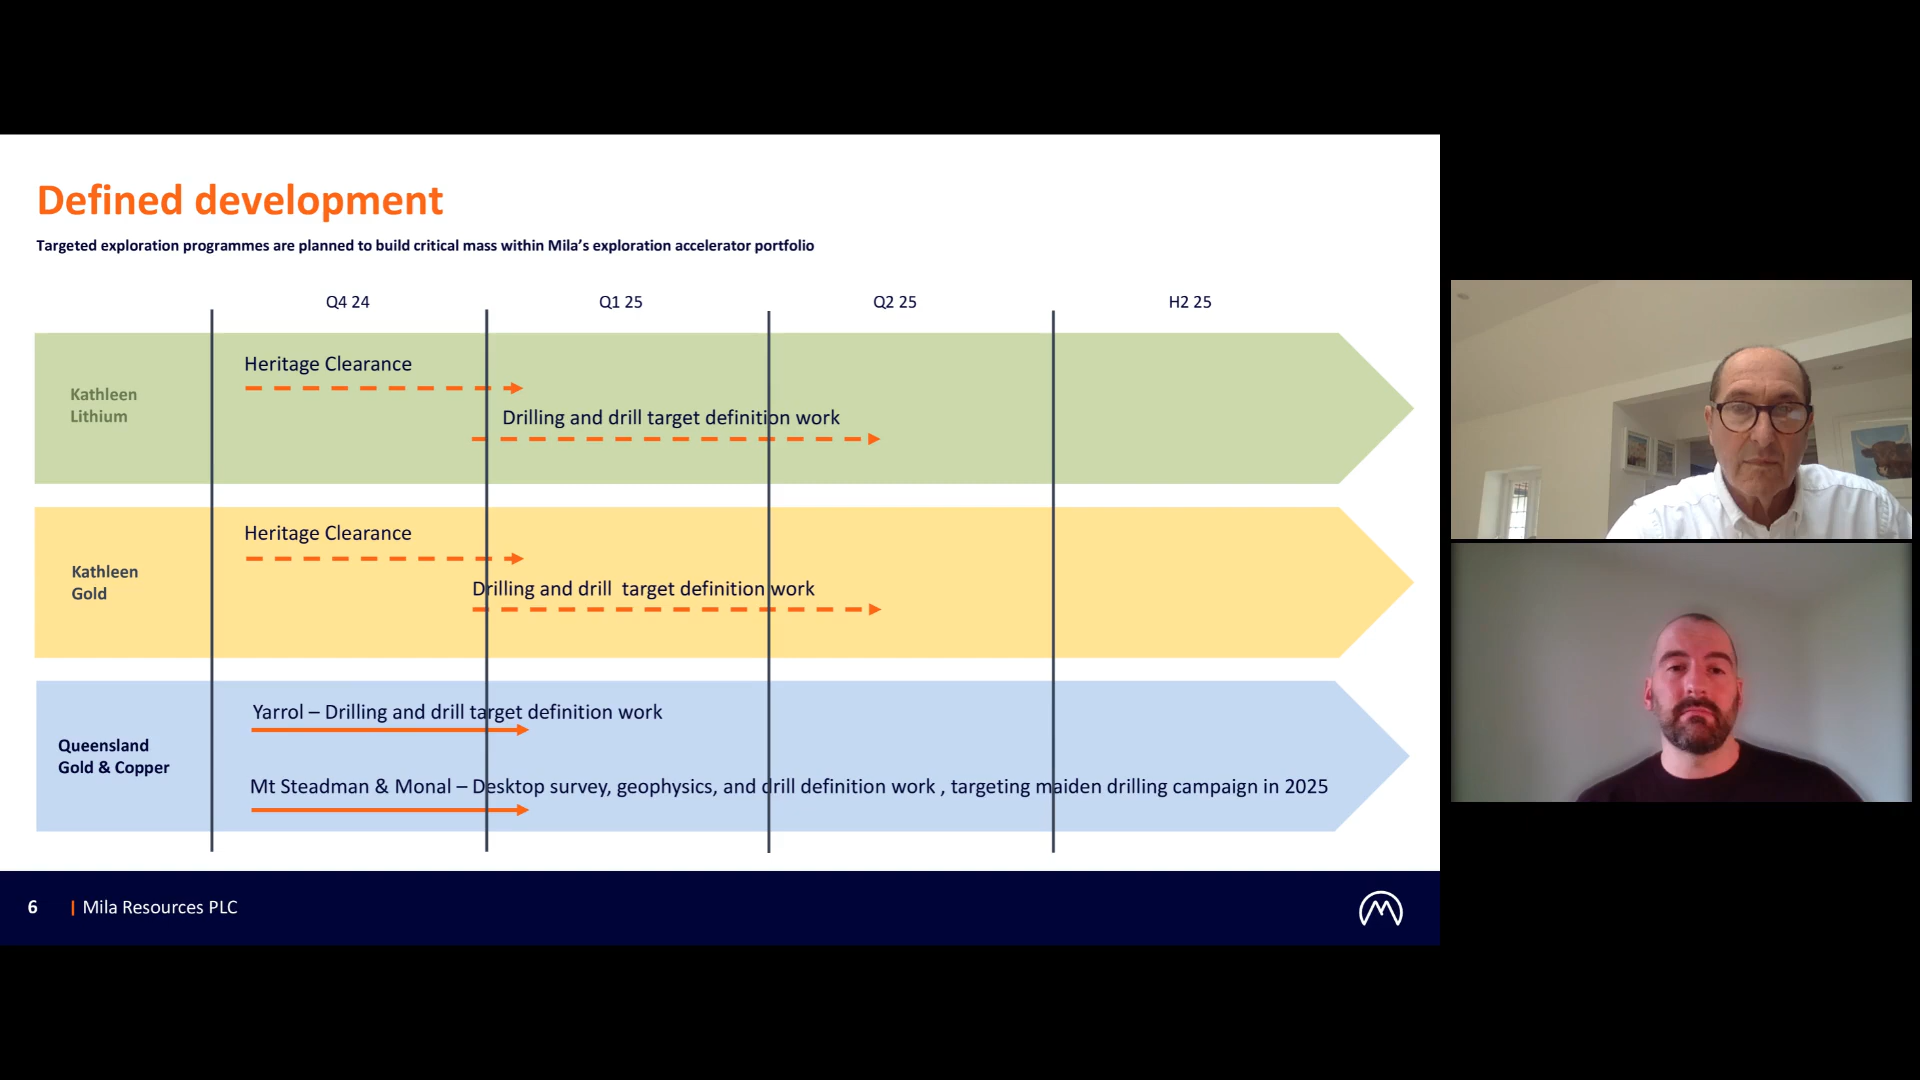 Defined development
Targeted exploration programmes are planned to build critical mass within Mila’s exploration accelerator portfolio
Q4 24 Q1 25 Q2 25 H2 25
Kathleen
Lithium
Heritage Clearance
Drilling and drill target definition work
Kathleen
Gold
Heritage Clearance
Drilling and drill  target definition work
Queensland
Gold & Copper
Yarrol – Drilling and drill target definition work
Mt Steadman & Monal – Desktop survey, geophysics, and drill definition work , targeting maiden drilling campaign in 2025
6 | Mila Resources PLC